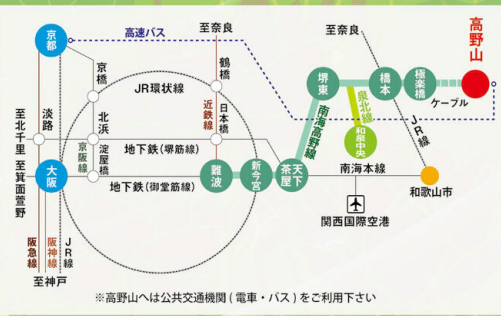 京都
高速バス
至奈良
至奈良
高野山
京橋
鶴橋
JR環状線
堺東
橋本
極楽橋
ケーブル
近鉄線
日本橋
泉北線
和泉中央
南海高野線
JR線
至北千里
淡路
北浜
京阪線
淀屋橋
地下鉄(堺筋線)
至箕面萱野
大阪
地下鉄(御堂筋線)
難波
新今宮
天下茶屋
南海本線
和歌山市
関西国際空港
阪急線
阪神線
JR線
至神戸
※高野山へは公共交通機関(電車・バス)をご利用下さい